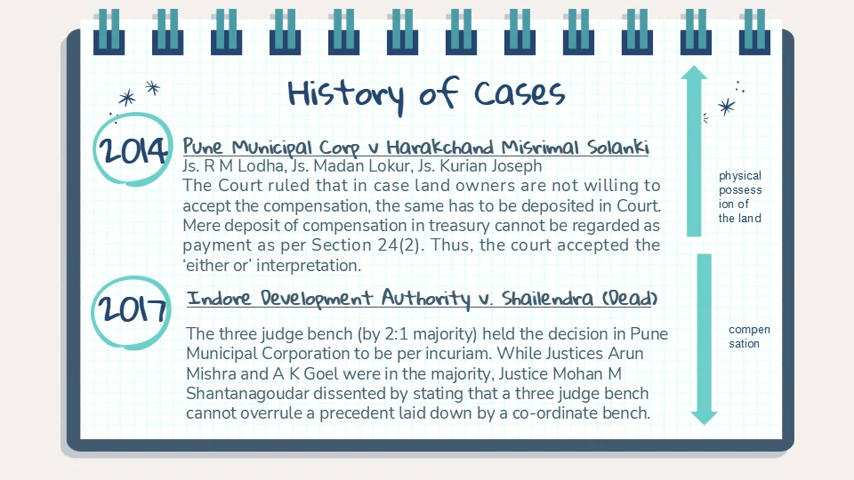 History of Cases
2014
Pune Municipal Corp v Harakchand Misrimal Solanki
Js. R M Lodha, Js. Madan Lokur, Js. Kurian Joseph
The Court ruled that in case land owners are not willing to
accept the compensation, the same has to be deposited in Court.
Mere deposit of compensation in treasury cannot be regarded as
payment as per Section 24(2). Thus, the court accepted the
‘either or’ interpretation.
2017
Indore Development Authority v. Shailendra (Dead)
The three judge bench (by 2:1 majority) held the decision in Pune
Municipal Corporation to be per incuriam. While Justices Arun
Mishra and A K Goel were in the majority, Justice Mohan M
Shantanagoudar dissented by stating that a three judge bench
cannot overrule a precedent laid down by a co-ordinate bench.
physical
possess
ion of
the land
compen
sation